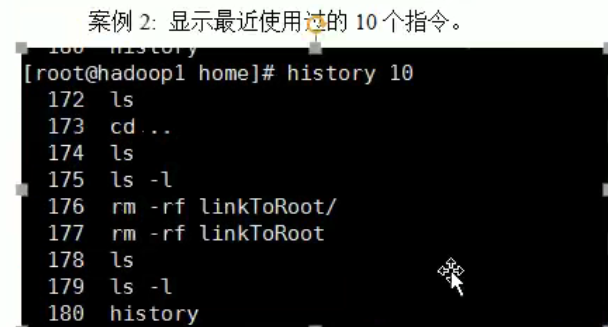 案例 2: 显示最近使用过的 10 个指令。
180 history
[root@hadoop1 home]# history 10
172 ls
173 cd ..
174 ls
175 ls -l
176 rm -rf linkToRoot/
177 rm -rf linkToRoot
178 ls
179 ls -l
180 history